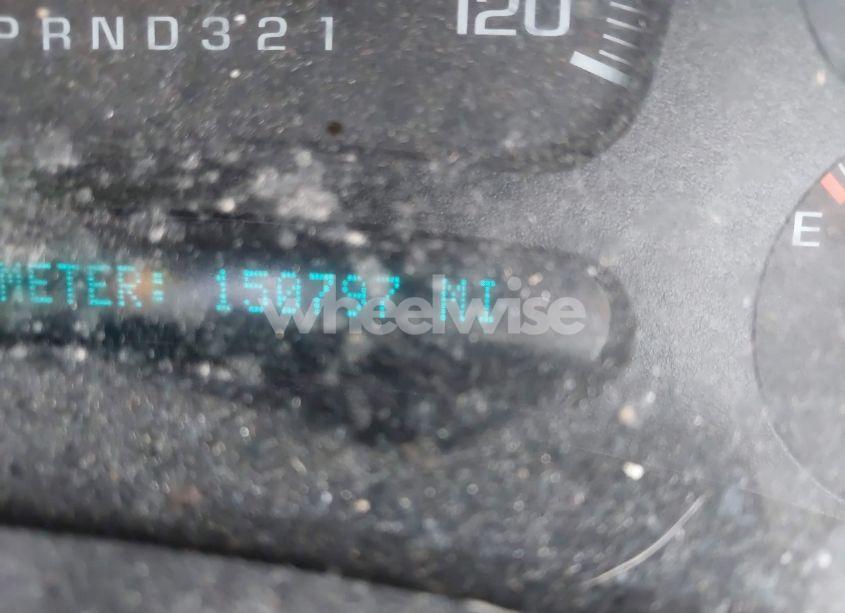 PRND321
120
E
METER: 150797 MI
wheelwise